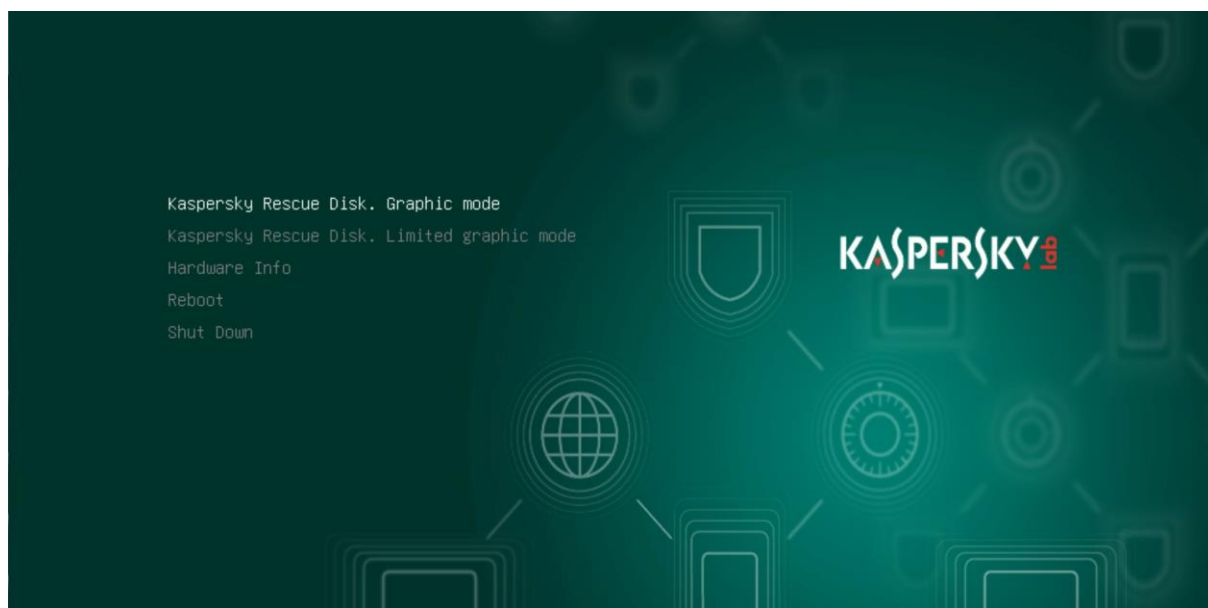 Kaspersky Rescue Disk. Graphic mode
Kaspersky Rescue Disk. Limited graphic mode
Hardware Info
Reboot
Shut Down
KASPERSKY lab